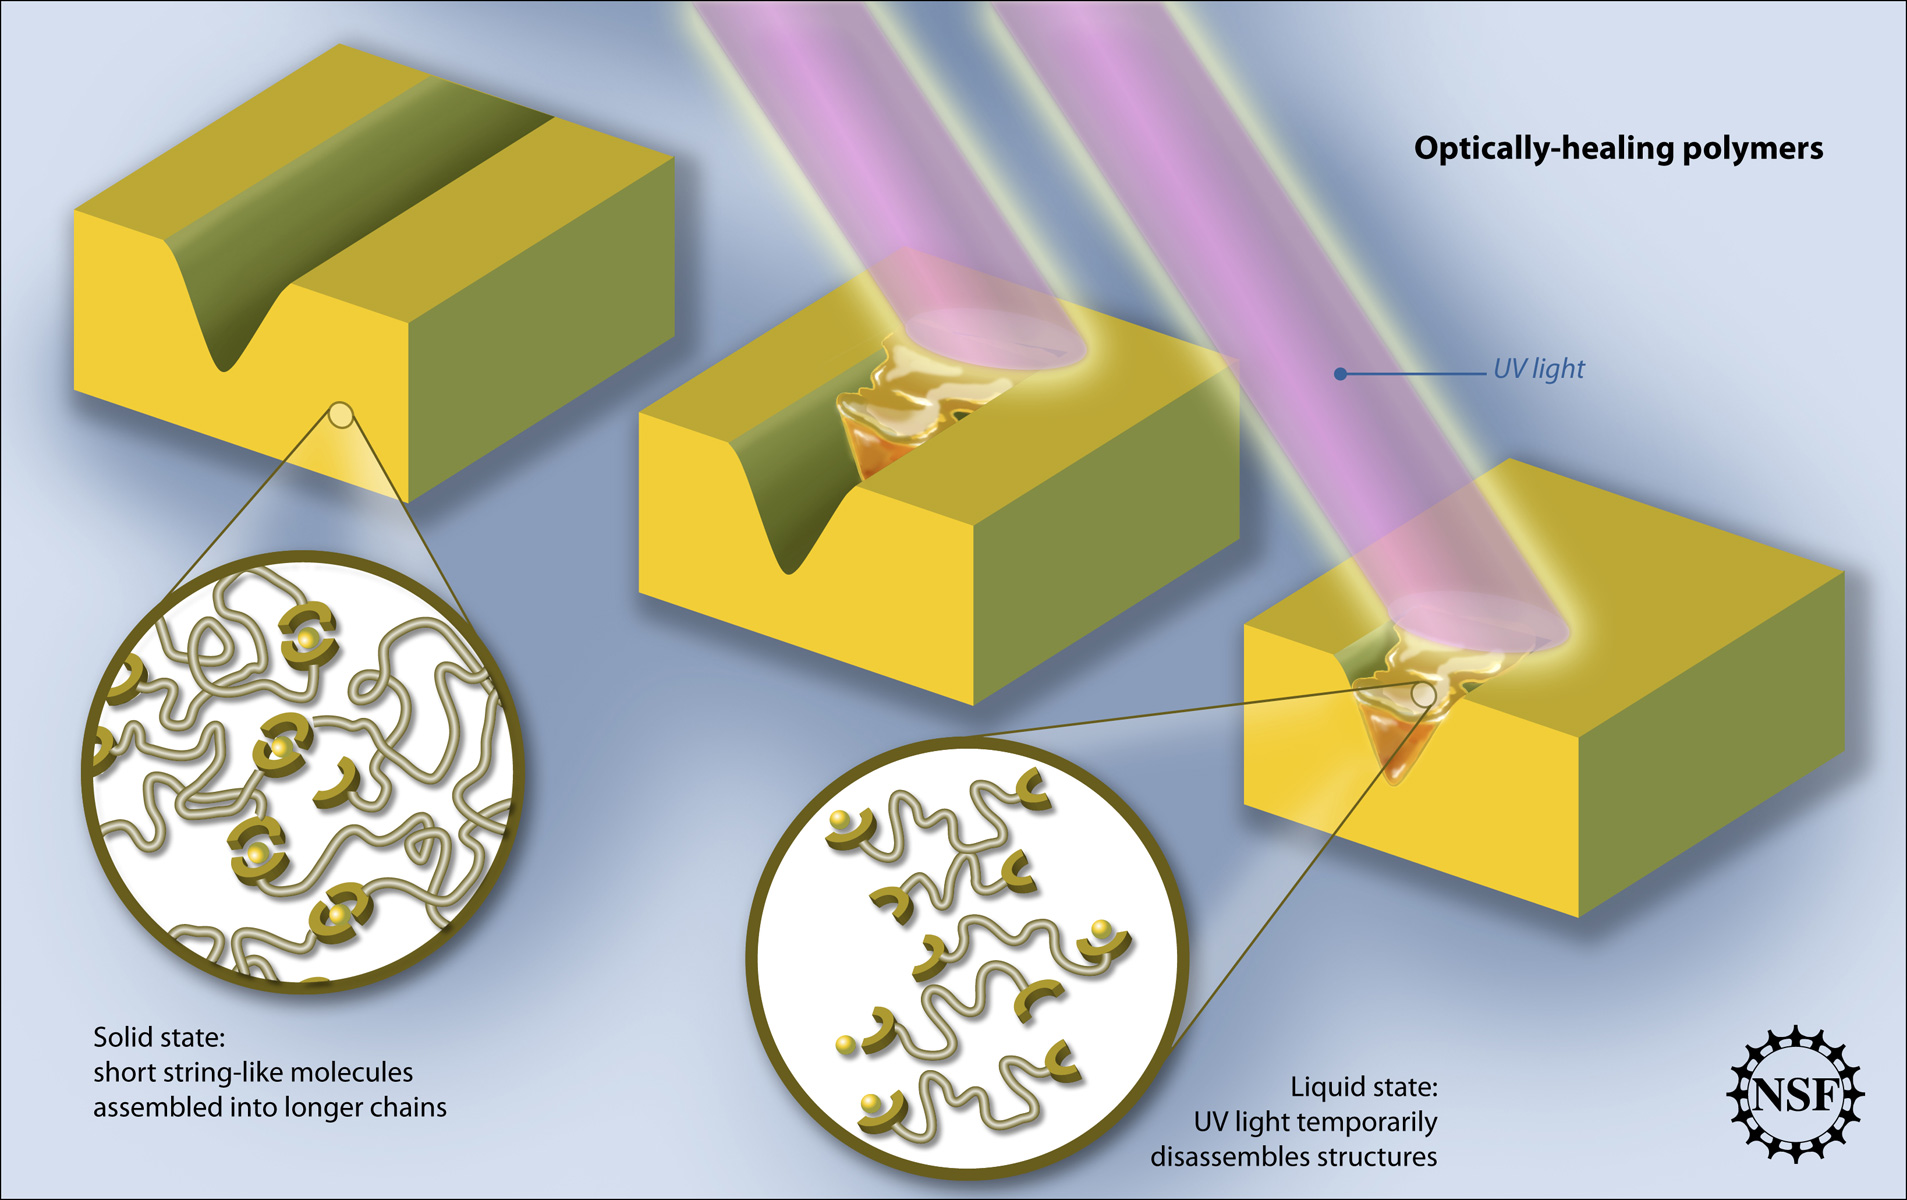 Optically-healing polymers
UV light
Solid state:
short string-like molecules
assembled into longer chains
Liquid state:
UV light temporarily
disassembles structures
NSF